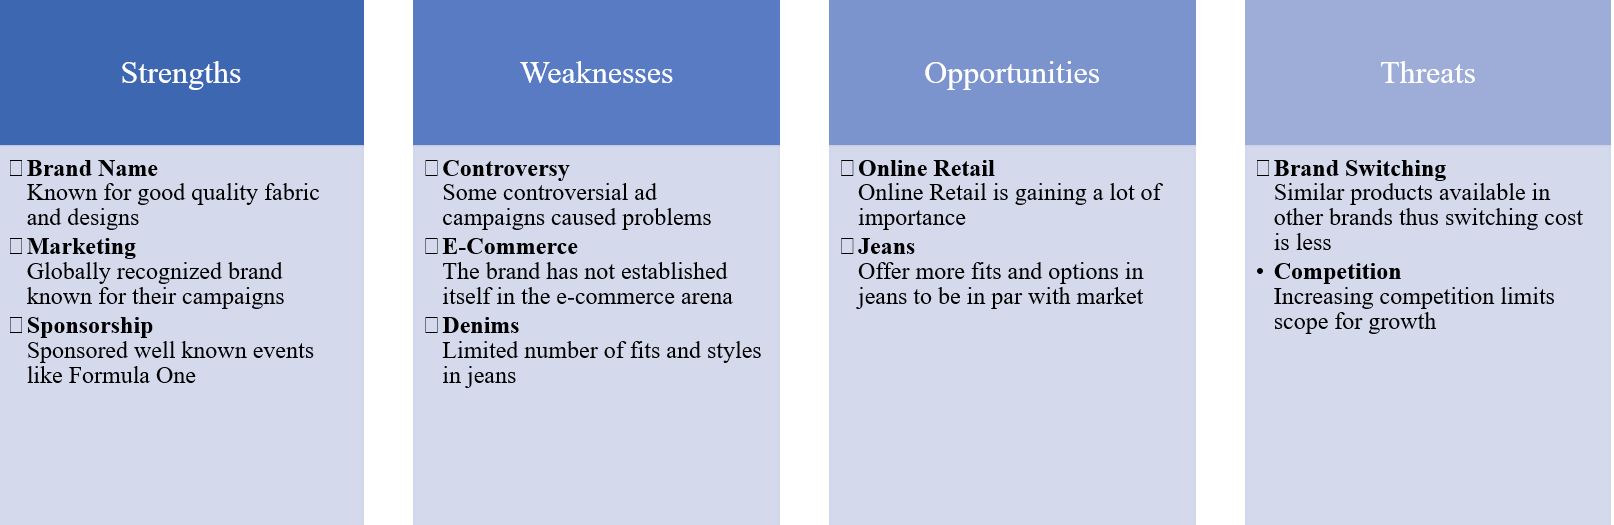 Strengths
Brand Name
Known for good quality fabric
and designs
Marketing
Globally recognized brand
known for their campaigns
Sponsorship
Sponsored well known events
like Formula One
Weaknesses
Controversy
Some controversial ad
campaigns caused problems
E-Commerce
The brand has not established
itself in the e-commerce arena
Denims
Limited number of fits and styles
in jeans
Opportunities
Online Retail
Online Retail is gaining a lot of
importance
Jeans
Offer more fits and options in
jeans to be in par with market
Threats
Brand Switching
Similar products available in
other brands thus switching cost
is less
• Competition
Increasing competition limits
scope for growth